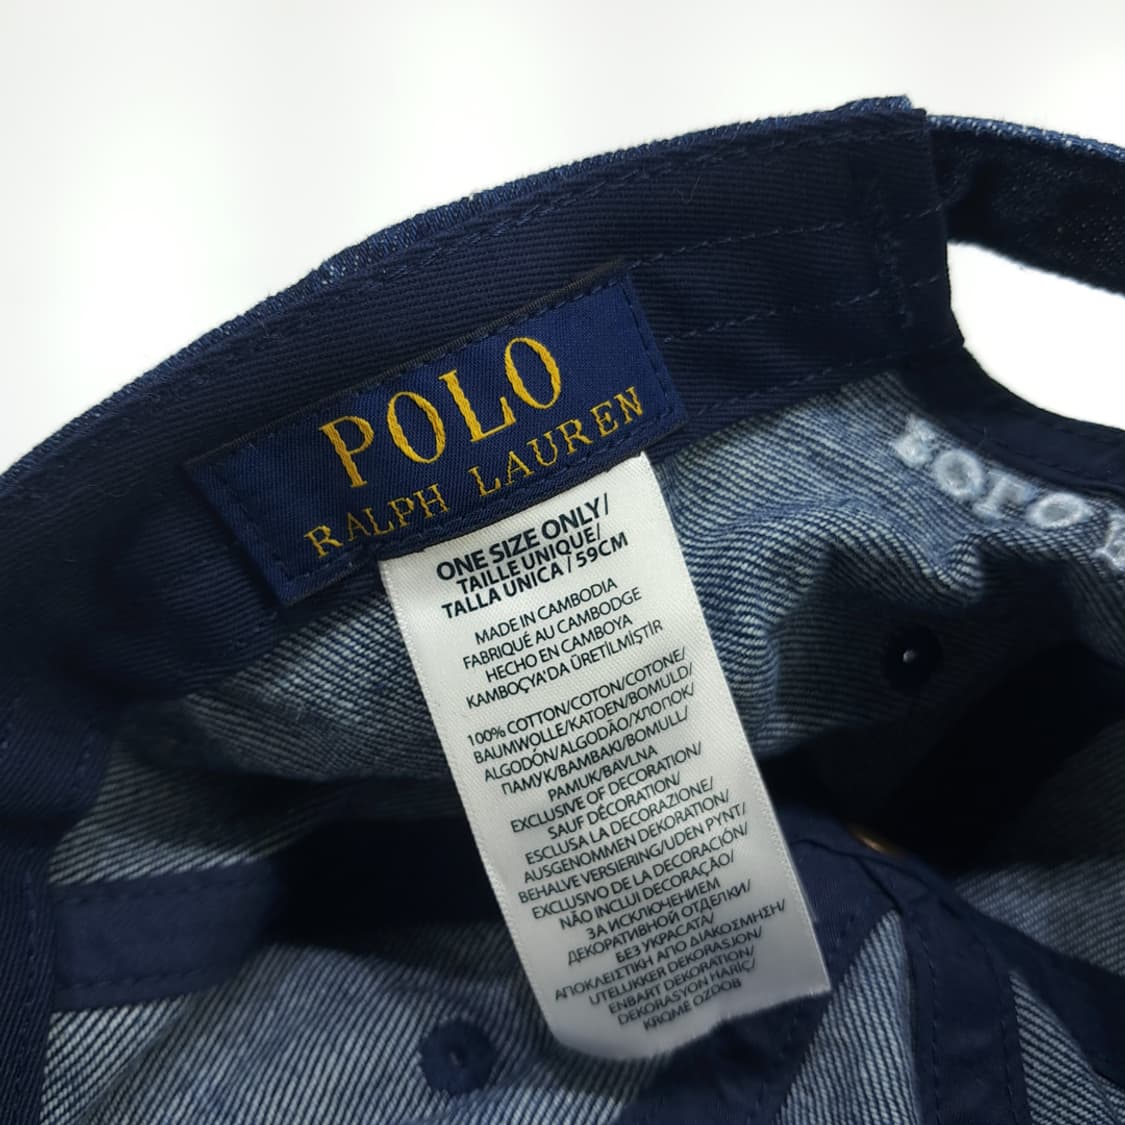 POLO
RALPH LAUREN
ONE SIZE ONLY/
TAILLE UNIQUE/
TALLA UNICA / 59CM
MADE IN CAMBODIA
FABRIQUÉ AU CAMBODGE
HECHO EN CAMBOYA
KAMBOÇYA'DA ÜRETİLMİŞTİR
100% COTTON/COTON/COTONE/
BAUMWOLLE/KATOEN/BOMULD/
ALGODÓN/ALGODÃO/ХЛОПОК/
ПАМУК/BAMBAKI/BOMULL/
PAMUK/BAVLNA
EXCLUSIVE OF DECORATION/
SAUF DÉCORATION/
ESCLUSA LA DECORAZIONE/
AUSGENOMMEN DEKORATION/
BEHALVE VERSIERING/UDEN PYNT/
EXCLUSIVO DE LA DECORACIÓN/
NÃO INCLUI DECORAÇÃO/
ЗА ИСКЛЮЧЕНИЕМ
ДЕКОРАТИВНОЙ ОТДЕЛКИ/
БЕЗ УКРАСАТА/
ΑΠΟΚΛΕΙΣΤΙΚΗ ΑΠΟ ΔΙΑΚΟΣΜΗΣΗ/
UTELUKKER DEKORASJON/
ENBART DEKORATION/
DEKORASYON HARİÇ/
KROMĚ OZDOB